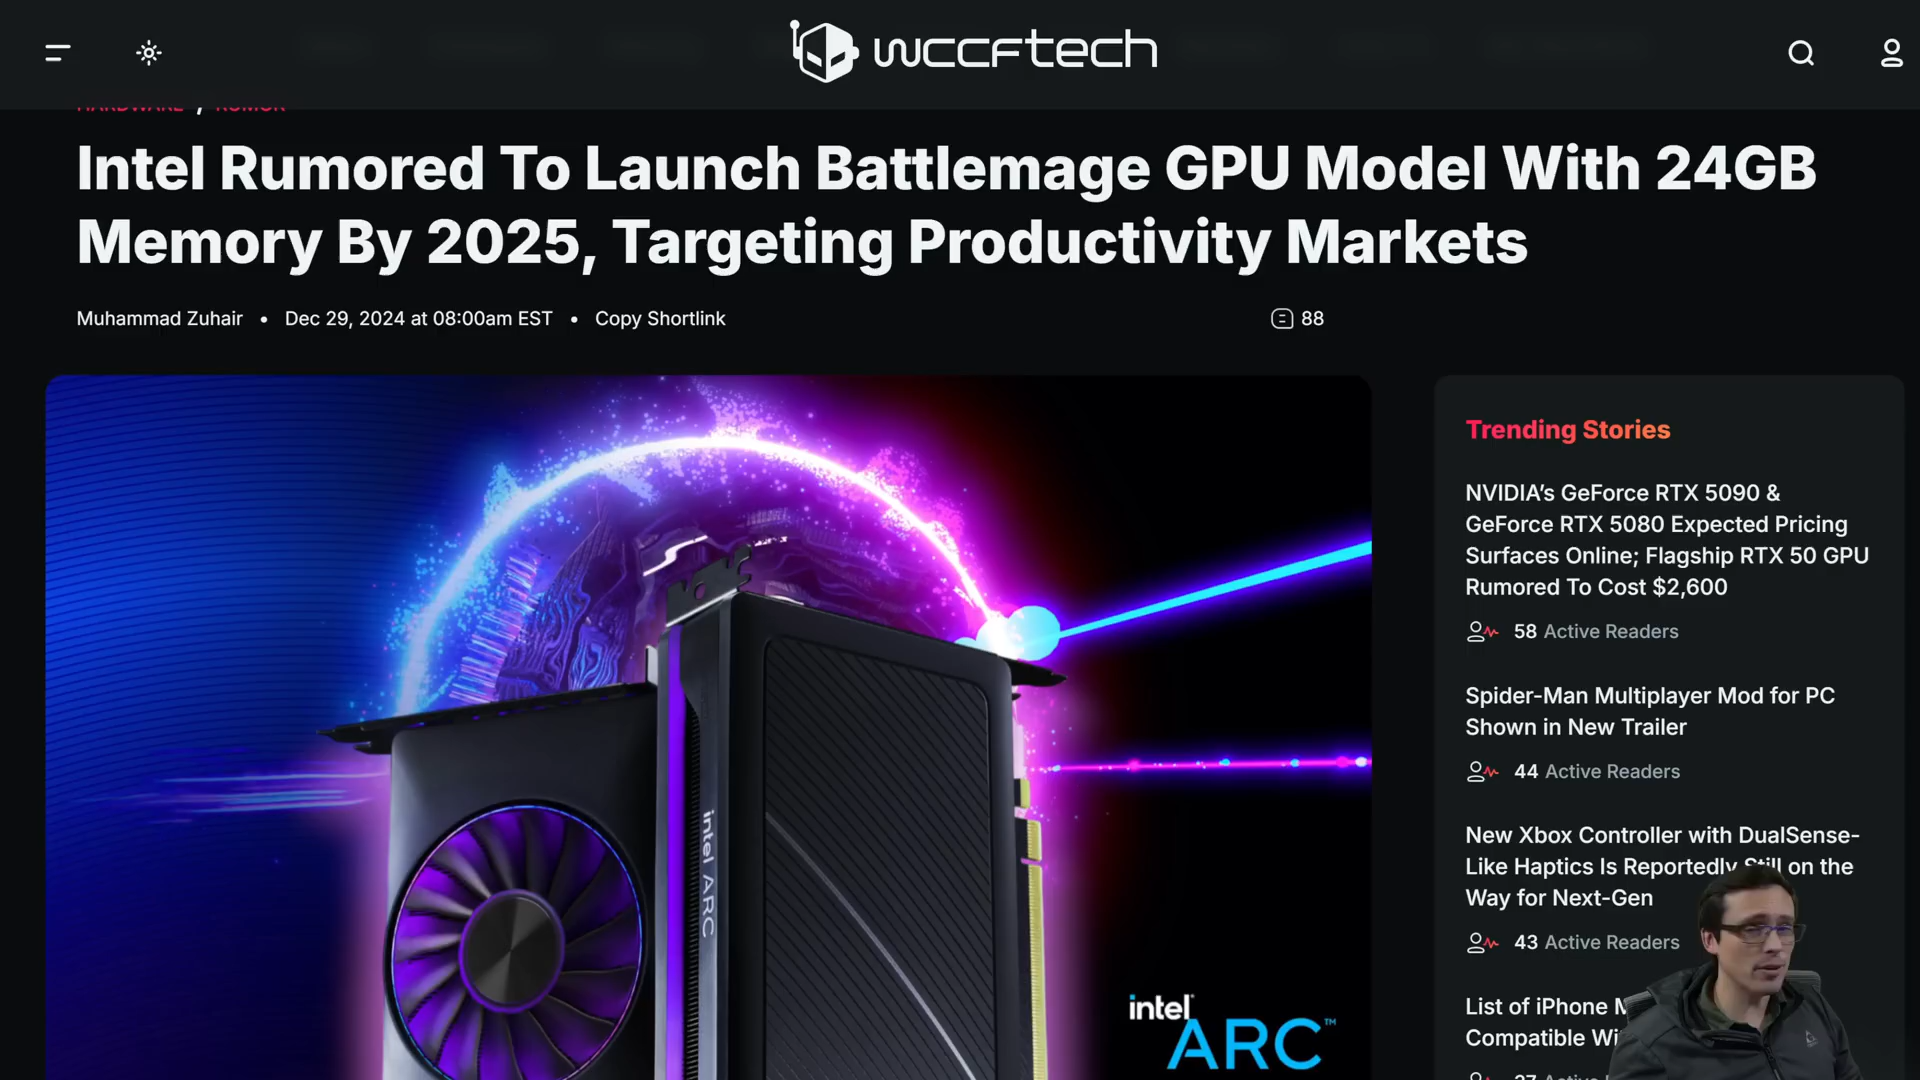 wccftech
HARDWARE / RUMOR
Intel Rumored To Launch Battlemage GPU Model With 24GB
Memory By 2025, Targeting Productivity Markets
Muhammad Zuhair • Dec 29, 2024 at 08:00am EST • Copy Shortlink
88
intel ARC
intel
ARC™
Trending Stories
NVIDIA's GeForce RTX 5090 &
GeForce RTX 5080 Expected Pricing
Surfaces Online; Flagship RTX 50 GPU
Rumored To Cost $2,600
58 Active Readers
Spider-Man Multiplayer Mod for PC
Shown in New Trailer
44 Active Readers
New Xbox Controller with DualSense-
Like Haptics Is Reportedly Still on the
Way for Next-Gen
43 Active Readers
List of iPhone
Compatible